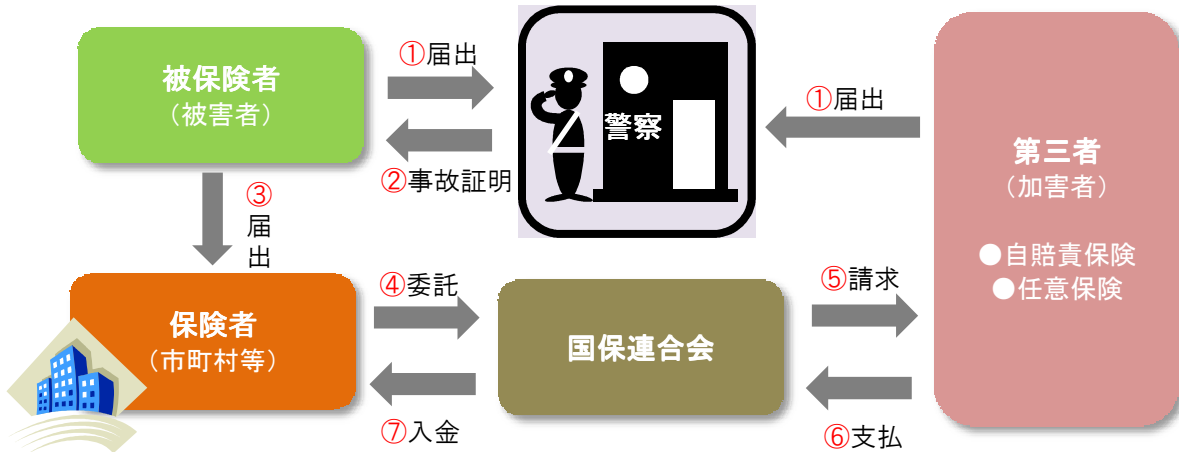 被保険者
（被害者）
①届出
②事故証明
警察
①届出
第三者
（加害者）
●自賠責保険
●任意保険
③
届
出
保険者
（市町村等）
④委託
⑦入金
国保連合会
⑤請求
⑥支払